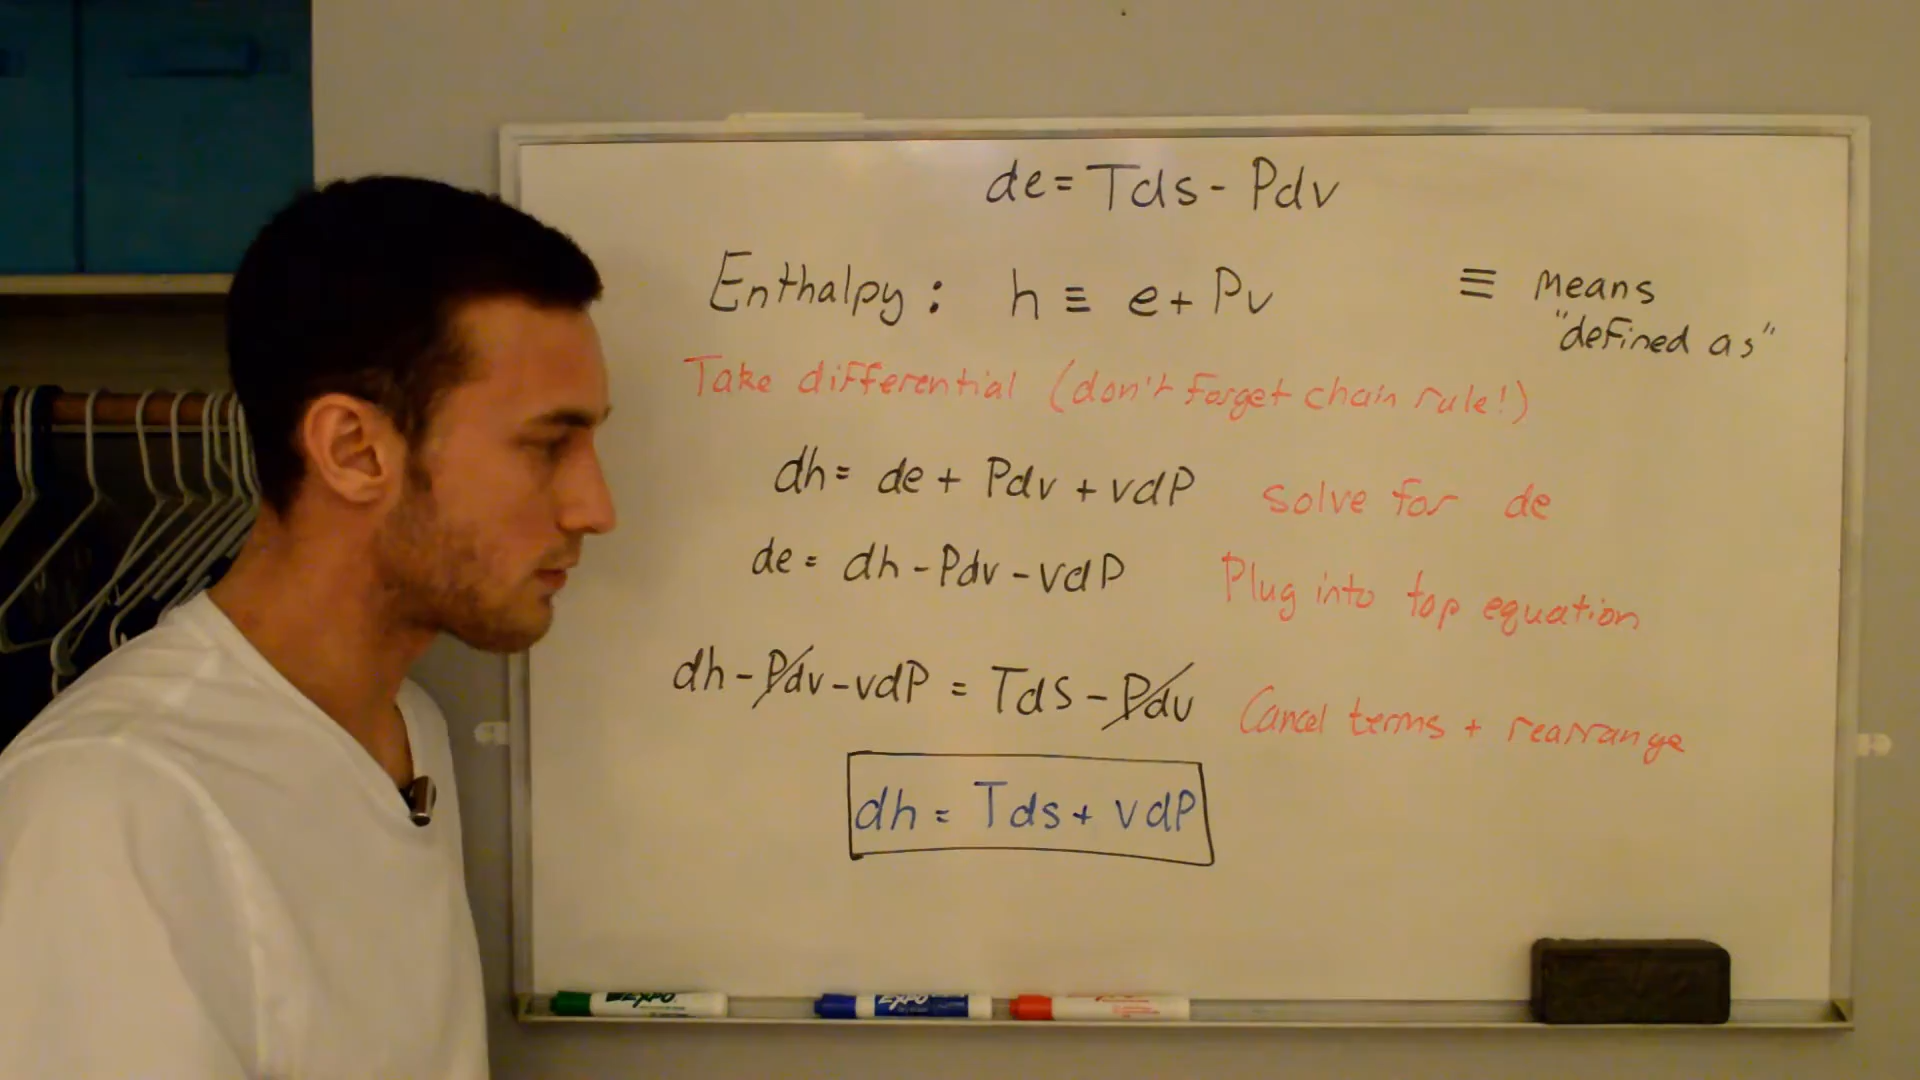 de = Tds - Pdv
Enthalpy: h ≡ e + Pv
≡ means
"defined as"
Take differential (don't forget chain rule!)
dh = de + Pdv + vdP solve for de
de = dh - Pdv - vdP Plug into top equation
dh - Pdv - vdP = Tds - Pdv Cancel terms + rearrange
dh = Tds + vdP
EXPO
EXPO